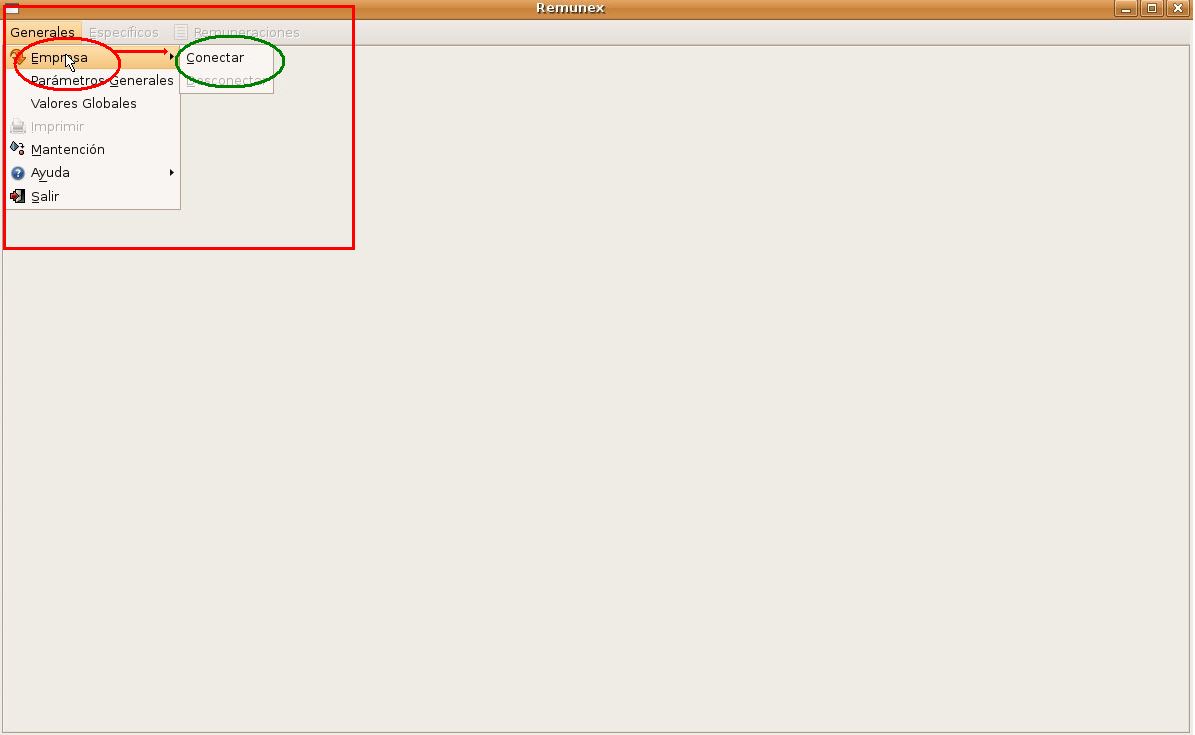 Remunex
Generales Específicos Remuneraciones
Empresa Conectar
Parámetros Generales Desconectar
Valores Globales
Imprimir
Mantención
Ayuda
Salir